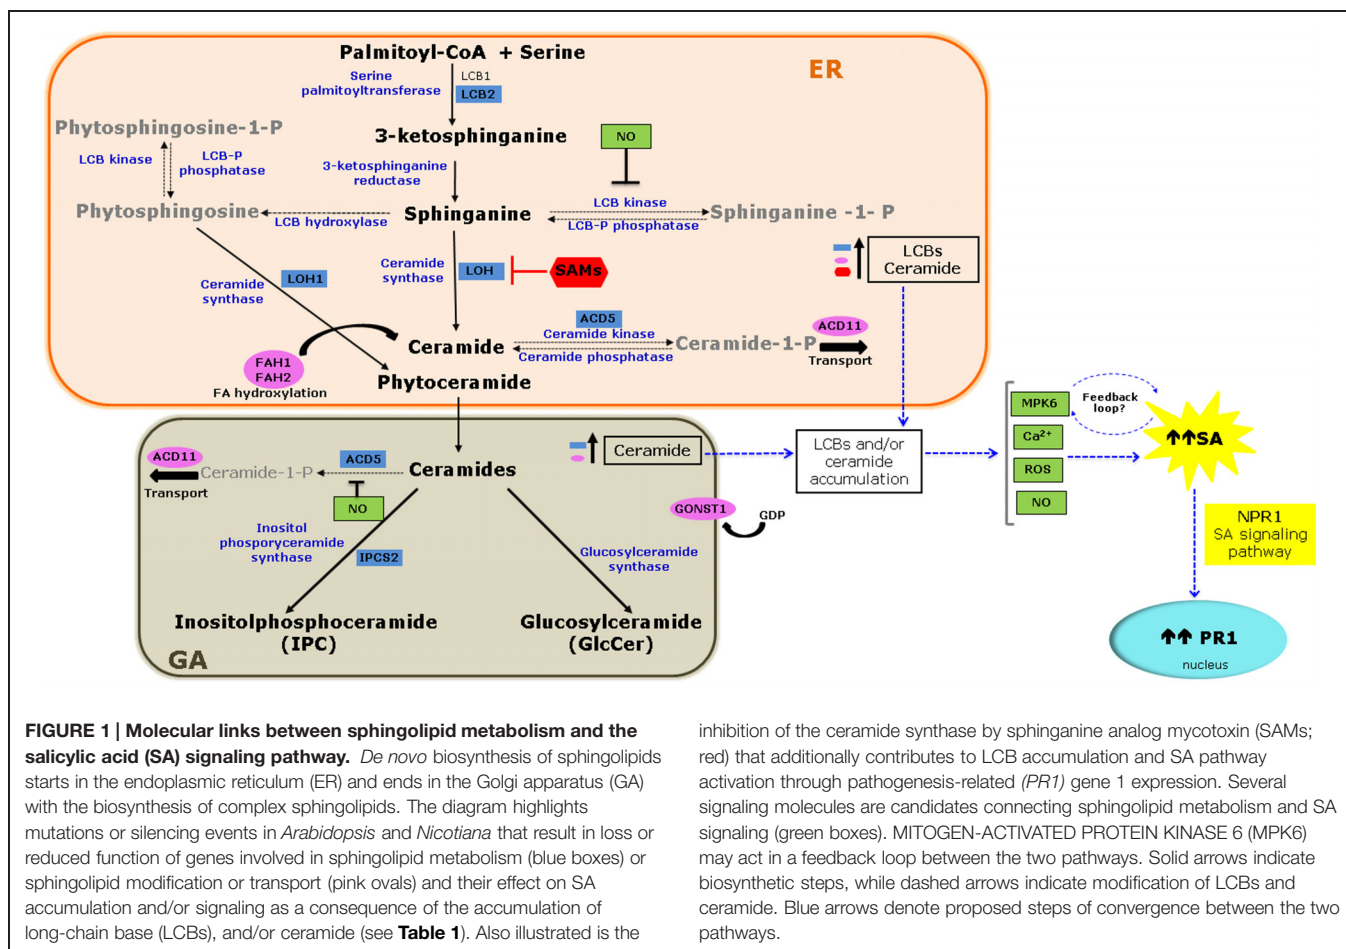 Palmitoyl-CoA + Serine
ER
Serine
palmitoyltransferase
LCB1
LCB2
Phytosphingosine-1-P
3-ketosphinganine
NO
LCB kinase
LCB-P
phosphatase
3-ketosphinganine
reductase
Phytosphingosine
LCB hydroxylase
Sphinganine
LCB kinase
LCB-P phosphatase
Sphinganine -1- P
LCBs
Ceramide
Ceramide
synthase
LOH1
Ceramide
synthase
LOH
SAMs
ACD5
Ceramide kinase
Ceramide phosphatase
Ceramide-1-P
ACD11
Transport
Ceramide
Phytoceramide
FAH1
FAH2
FA hydroxylation
MPK6
Feedback
loop?
Ca2+
ROS
NO
SA
ACD11
Transport
Ceramide-1-P
ACD5
NO
Ceramides
Ceramide
LCBs and/or
ceramide
accumulation
GONST1
GDP
NPR1
SA signaling
pathway
Inositol
phosporyceramide
synthase
IPCS2
Glucosylceramide
synthase
Inositolphosphoceramide
(IPC)
Glucosylceramide
(GlcCer)
GA
PR1
nucleus
FIGURE 1 | Molecular links between sphingolipid metabolism and the
salicylic acid (SA) signaling pathway. De novo biosynthesis of sphingolipids
starts in the endoplasmic reticulum (ER) and ends in the Golgi apparatus (GA)
with the biosynthesis of complex sphingolipids. The diagram highlights
mutations or silencing events in Arabidopsis and Nicotiana that result in loss or
reduced function of genes involved in sphingolipid metabolism (blue boxes) or
sphingolipid modification or transport (pink ovals) and their effect on SA
accumulation and/or signaling as a consequence of the accumulation of
long-chain base (LCBs), and/or ceramide (see Table 1). Also illustrated is the
inhibition of the ceramide synthase by sphinganine analog mycotoxin (SAMs;
red) that additionally contributes to LCB accumulation and SA pathway
activation through pathogenesis-related (PR1) gene 1 expression. Several
signaling molecules are candidates connecting sphingolipid metabolism and SA
signaling (green boxes). MITOGEN-ACTIVATED PROTEIN KINASE 6 (MPK6)
may act in a feedback loop between the two pathways. Solid arrows indicate
biosynthetic steps, while dashed arrows indicate modification of LCBs and
ceramide. Blue arrows denote proposed steps of convergence between the two
pathways.